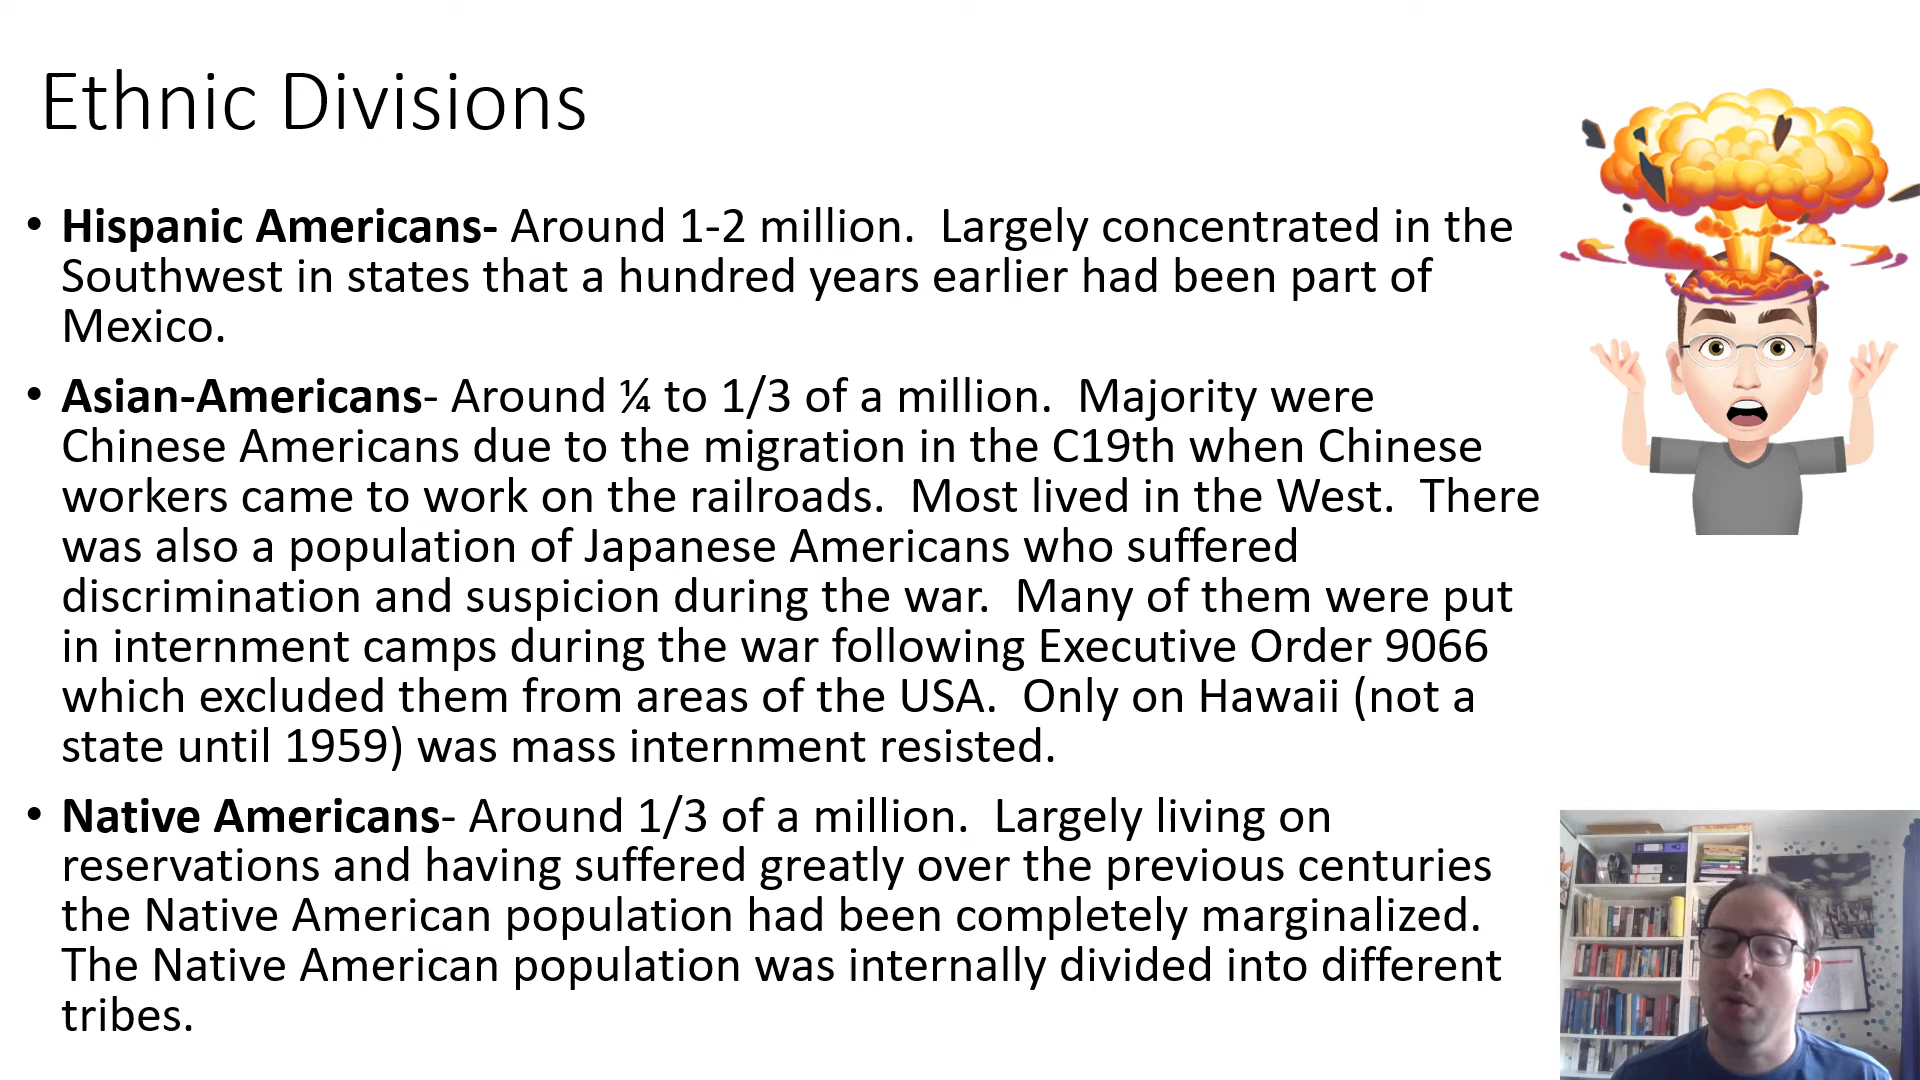 Ethnic Divisions
• Hispanic Americans- Around 1-2 million.  Largely concentrated in the
Southwest in states that a hundred years earlier had been part of
Mexico.
• Asian-Americans- Around ¼ to 1/3 of a million.  Majority were
Chinese Americans due to the migration in the C19th when Chinese
workers came to work on the railroads.  Most lived in the West.  There
was also a population of Japanese Americans who suffered
discrimination and suspicion during the war.  Many of them were put
in internment camps during the war following Executive Order 9066
which excluded them from areas of the USA.  Only on Hawaii (not a
state until 1959) was mass internment resisted.
• Native Americans- Around 1/3 of a million.  Largely living on
reservations and having suffered greatly over the previous centuries
the Native American population had been completely marginalized.
The Native American population was internally divided into different
tribes.